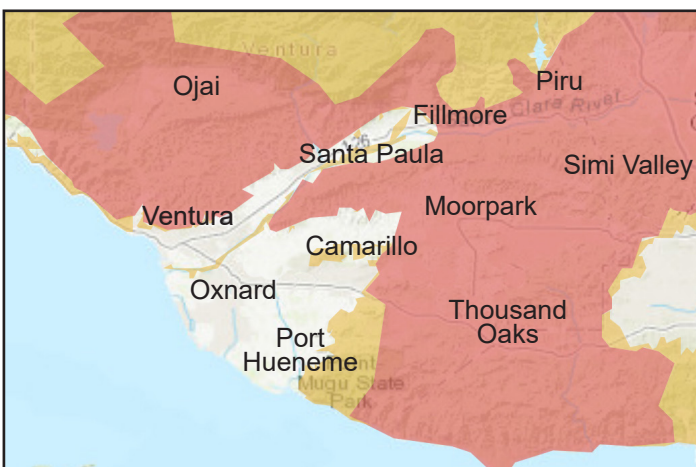 Ventura
Ojai
Piru
Fillmore
Clara River
126
Santa Paula
Simi Valley
Moorpark
Ventura
Camarillo
Oxnard
Thousand
Oaks
Port
Hueneme
Mugu State
Park